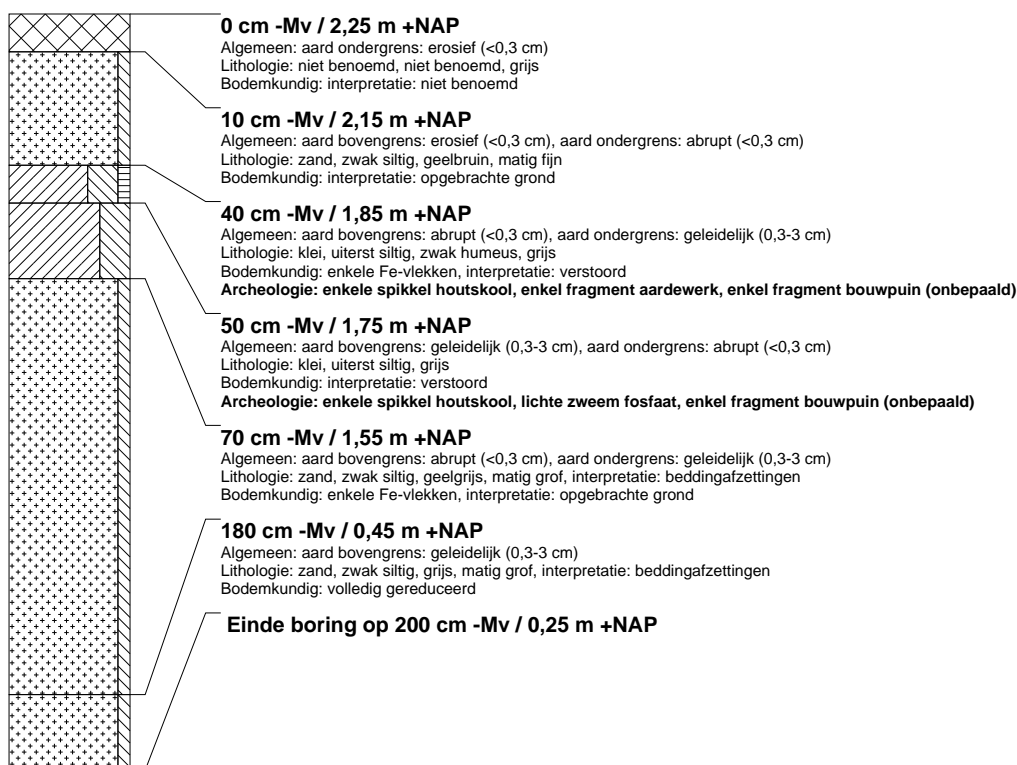 0 cm -Mv / 2,25 m +NAP
Algemeen: aard ondergrens: erosief (<0,3 cm)
Lithologie: niet benoemd, niet benoemd, grijs
Bodemkundig: interpretatie: niet benoemd
10 cm -Mv / 2,15 m +NAP
Algemeen: aard bovengrens: erosief (<0,3 cm), aard ondergrens: abrupt (<0,3 cm)
Lithologie: zand, zwak siltig, geelbruin, matig fijn
Bodemkundig: interpretatie: opgebrachte grond
40 cm -Mv / 1,85 m +NAP
Algemeen: aard bovengrens: abrupt (<0,3 cm), aard ondergrens: geleidelijk (0,3-3 cm)
Lithologie: klei, uiterst siltig, zwak humeus, grijs
Bodemkundig: enkele Fe-vlekken, interpretatie: verstoord
Archeologie: enkele spikkel houtskool, enkel fragment aardewerk, enkel fragment bouwpuin (onbepaald)
50 cm -Mv / 1,75 m +NAP
Algemeen: aard bovengrens: geleidelijk (0,3-3 cm), aard ondergrens: abrupt (<0,3 cm)
Lithologie: klei, uiterst siltig, grijs
Bodemkundig: interpretatie: verstoord
Archeologie: enkele spikkel houtskool, lichte zweem fosfaat, enkel fragment bouwpuin (onbepaald)
70 cm -Mv / 1,55 m +NAP
Algemeen: aard bovengrens: abrupt (<0,3 cm), aard ondergrens: geleidelijk (0,3-3 cm)
Lithologie: zand, zwak siltig, geelgrijs, matig grof, interpretatie: beddingafzettingen
Bodemkundig: enkele Fe-vlekken, interpretatie: opgebrachte grond
180 cm -Mv / 0,45 m +NAP
Algemeen: aard bovengrens: geleidelijk (0,3-3 cm)
Lithologie: zand, zwak siltig, grijs, matig grof, interpretatie: beddingafzettingen
Bodemkundig: volledig gereduceerd
Einde boring op 200 cm -Mv / 0,25 m +NAP